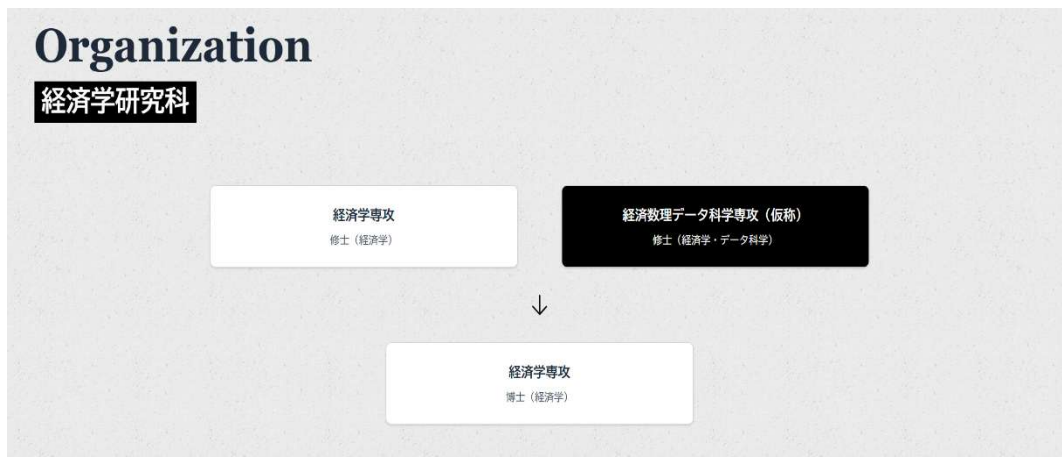 Organization
経済学研究科
経済学専攻
修士（経済学）
経済数理データ科学専攻（仮称）
修士（経済学・データ科学）
↓
経済学専攻
博士（経済学）